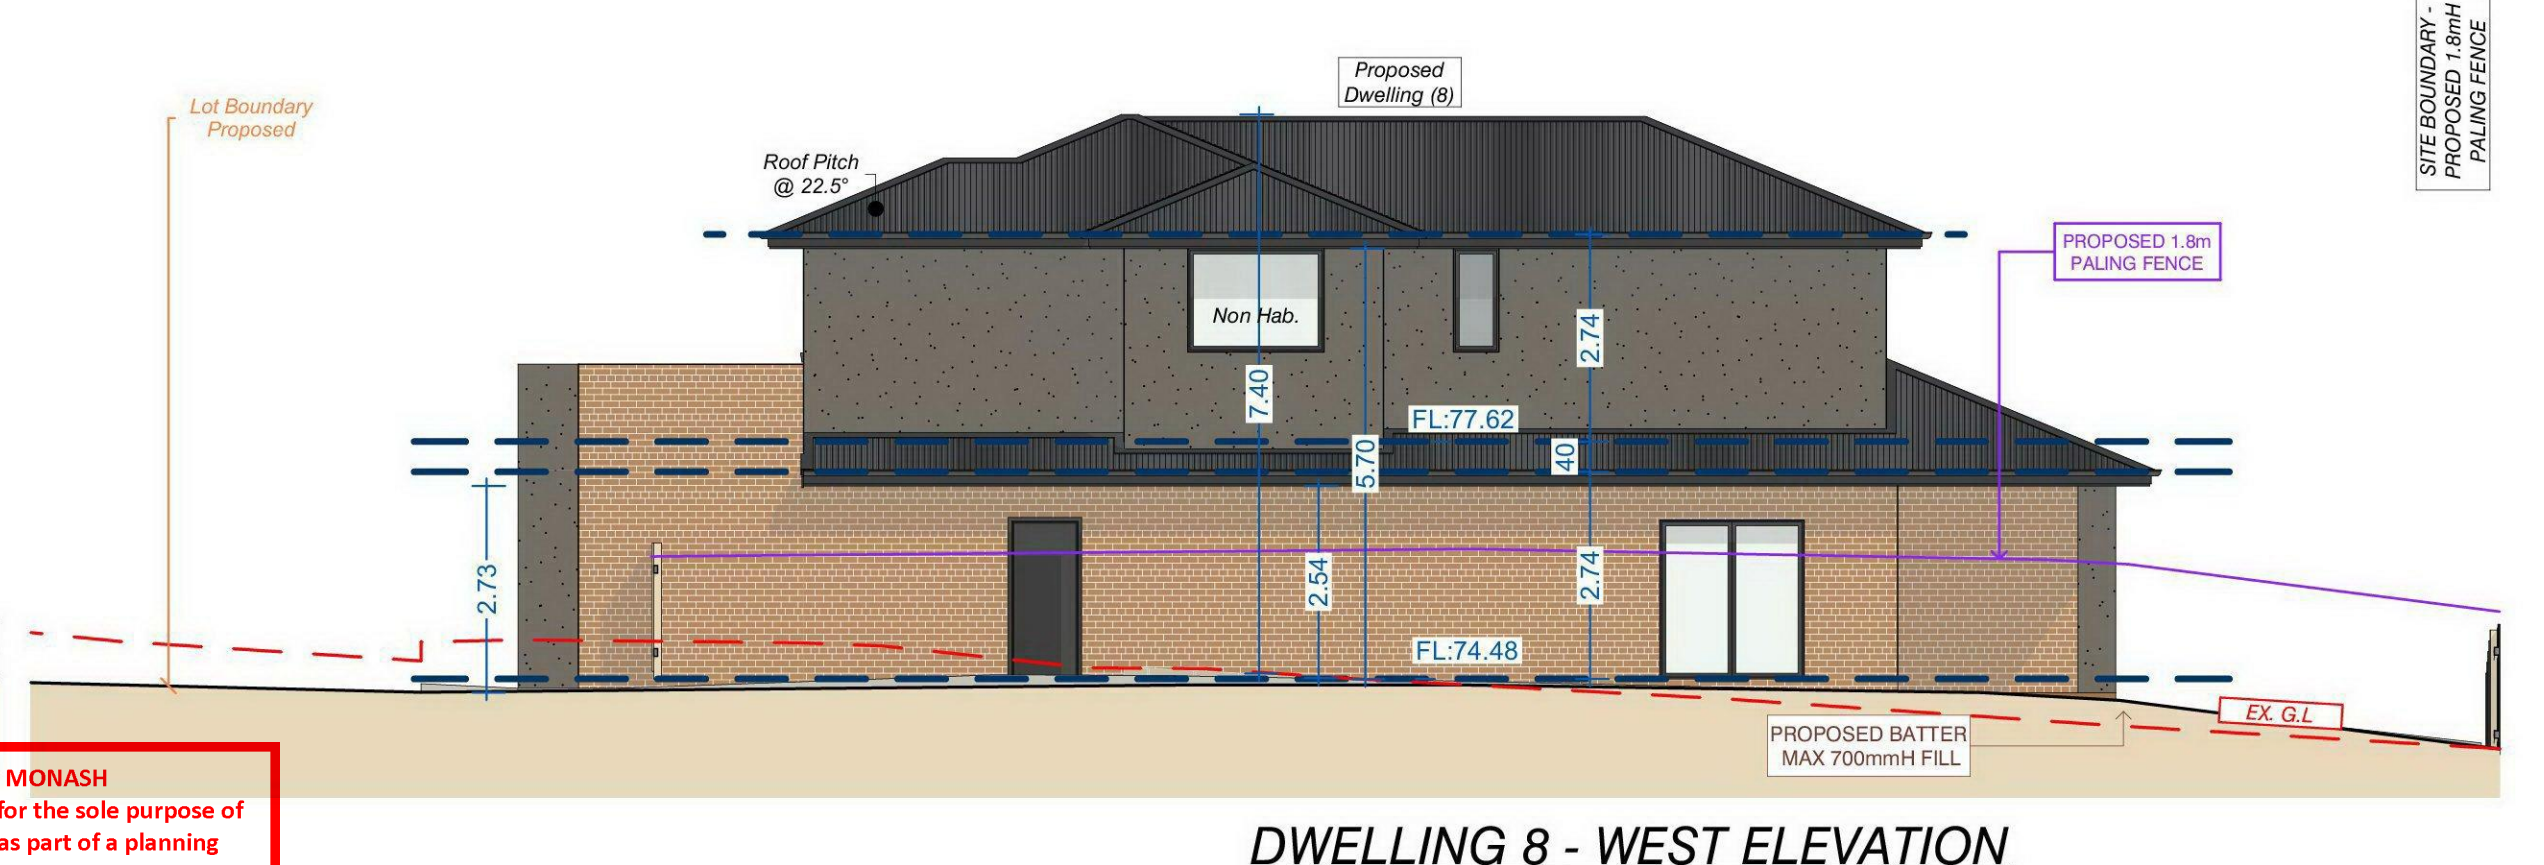 Lot Boundary
Proposed
Roof Pitch
@ 22.5°
Proposed
Dwelling (8)
SITE BOUNDARY -
PROPOSED 1.8mH
PALING FENCE
PROPOSED 1.8m
PALING FENCE
Non Hab.
2.74
7.40
FL:77.62
5.70
40
2.73
2.54
2.74
FL:74.48
EX. G.L
PROPOSED BATTER
MAX 700mmH FILL
MONASH
for the sole purpose of
as part of a planning
DWELLING 8 - WEST ELEVATION